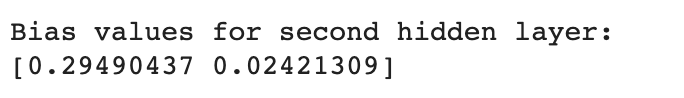 Bias values for second hidden layer:
[0.29490437 0.02421309]